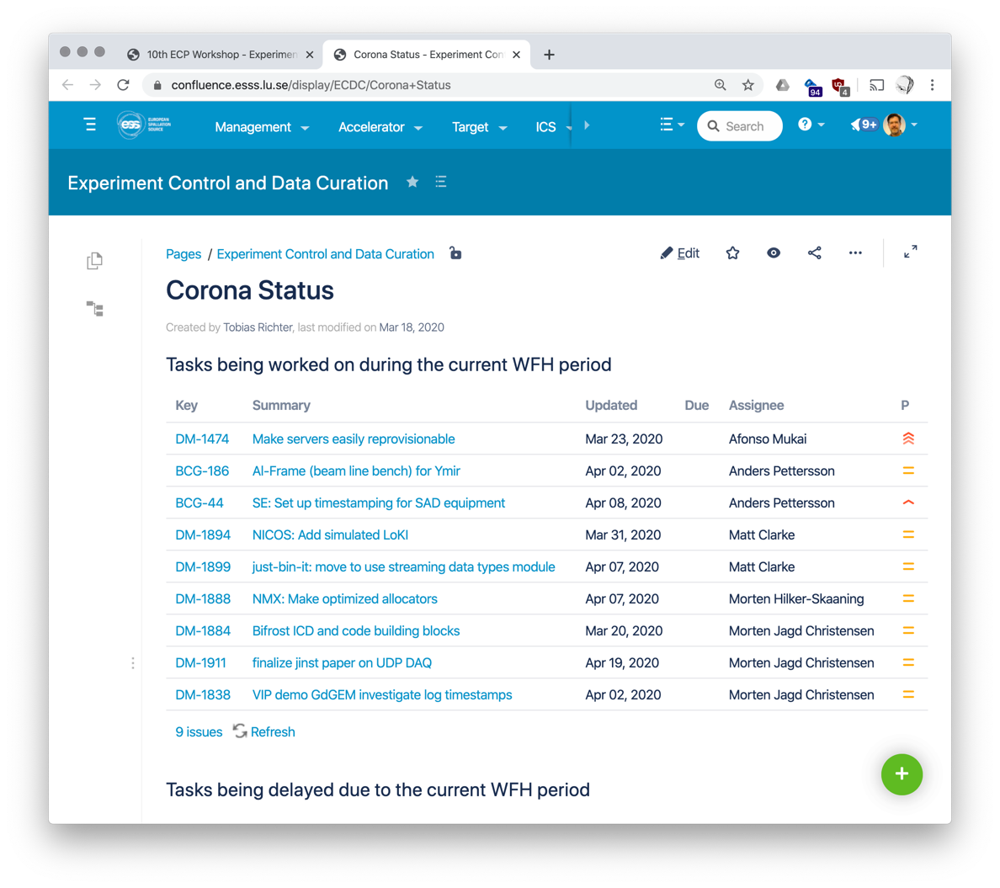 10th ECP Workshop - Experimen
Corona Status - Experiment Con
confluence.esss.lu.se/display/ECDC/Corona+Status
94
4
ess EUROPEAN SPALLATION SOURCE
Management Accelerator Target ICS
Search
?
9+
Experiment Control and Data Curation
Pages / Experiment Control and Data Curation
Edit
Corona Status
Created by Tobias Richter, last modified on Mar 18, 2020
Tasks being worked on during the current WFH period
Key Summary Updated Due Assignee P
DM-1474 Make servers easily reprovisionable Mar 23, 2020 Afonso Mukai
BCG-186 Al-Frame (beam line bench) for Ymir Apr 02, 2020 Anders Pettersson
BCG-44 SE: Set up timestamping for SAD equipment Apr 08, 2020 Anders Pettersson
DM-1894 NICOS: Add simulated LoKI Mar 31, 2020 Matt Clarke
DM-1899 just-bin-it: move to use streaming data types module Apr 07, 2020 Matt Clarke
DM-1888 NMX: Make optimized allocators Apr 07, 2020 Morten Hilker-Skaaning
DM-1884 Bifrost ICD and code building blocks Mar 20, 2020 Morten Jagd Christensen
DM-1911 finalize jinst paper on UDP DAQ Apr 19, 2020 Morten Jagd Christensen
DM-1838 VIP demo GdGEM investigate log timestamps Apr 02, 2020 Morten Jagd Christensen
9 issues Refresh
Tasks being delayed due to the current WFH period